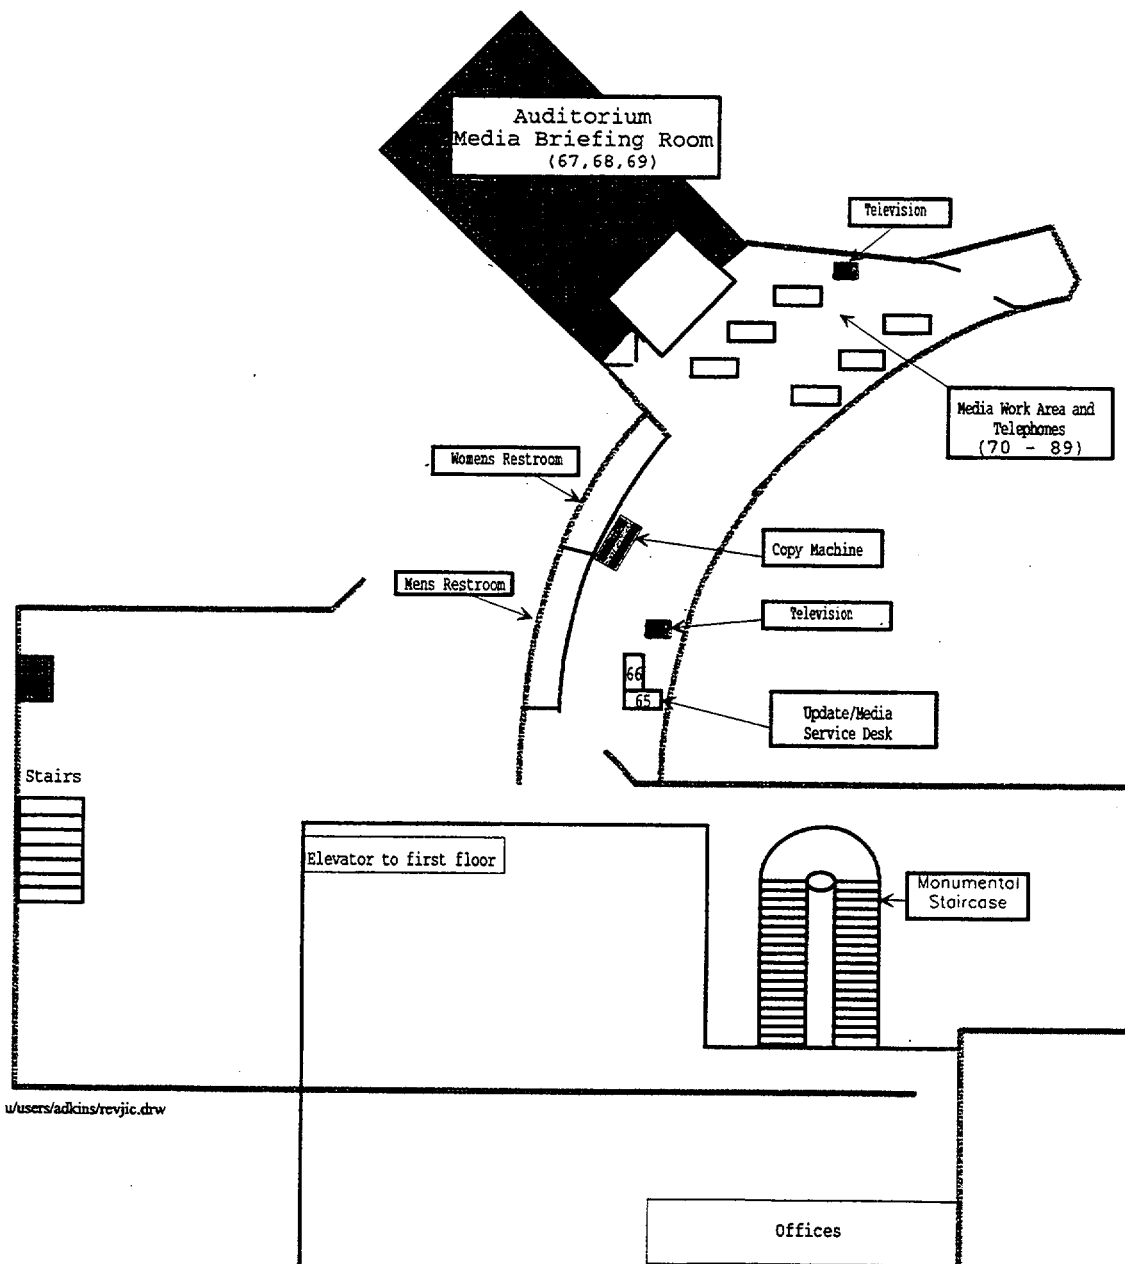 Auditorium
Media Briefing Room
(67,68,69)
Television
Media Work Area and
Telephones
(70 - 89)
Womens Restroom
Copy Machine
Mens Restroom
Television
66
65
Update/Media
Service Desk
Stairs
Elevator to first floor
Monumental
Staircase
u/users/adkins/revjic.drw
Offices